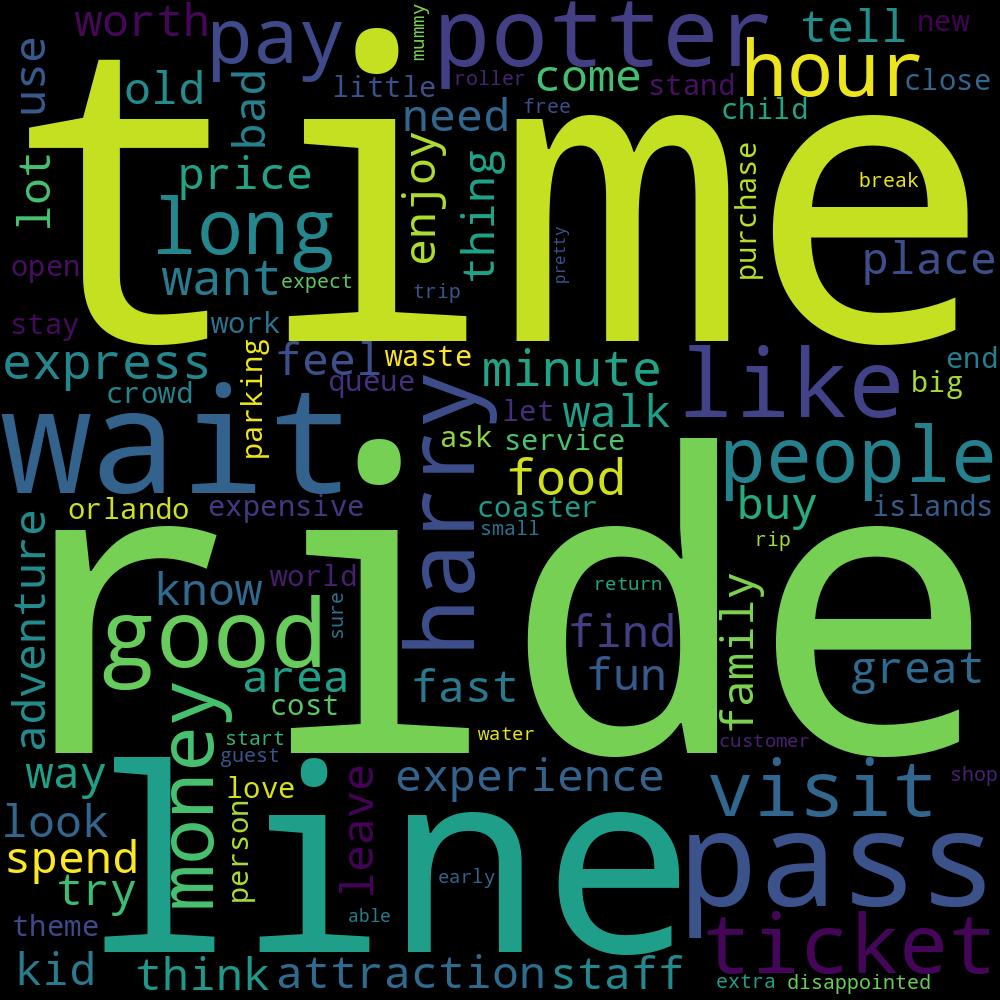 worth
pay
mummy
potter
tell
new
use
time
old
bad
little
roller
come
stand
hour
close
need
free
child
lot
price
long
enjoy
thing
purchase
break
open
want
expect
trip
pretty
place
stay
work
express
parking
feel
waste
minute
like
end
crowd
queue
harry
let
walk
big
wait
ask
service
people
orlando
expensive
food
coaster
buy
islands
small
rip
adventure
ride
know
world
sure
return
good
find
family
area
fast
fun
great
cost
money
start
water
customer
guest
way
line
love
leave
experience
visit
shop
look
person
pass
spend
try
early
theme
able
ticket
kid
think
attraction
staff
extra
disappointed